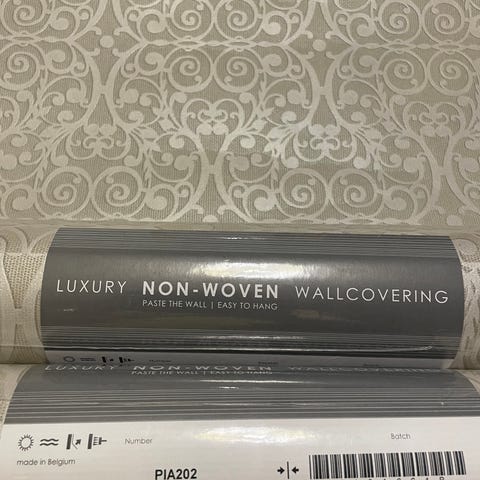 LUXURY NON-WOVEN WALLCOVERING
PASTE THE WALL | EASY TO HANG
LUXURY NON-WOVEN WALLCOVERING
PASTE THE WALL | EASY TO HANG
Number
Batch
made in Belgium
PIA202